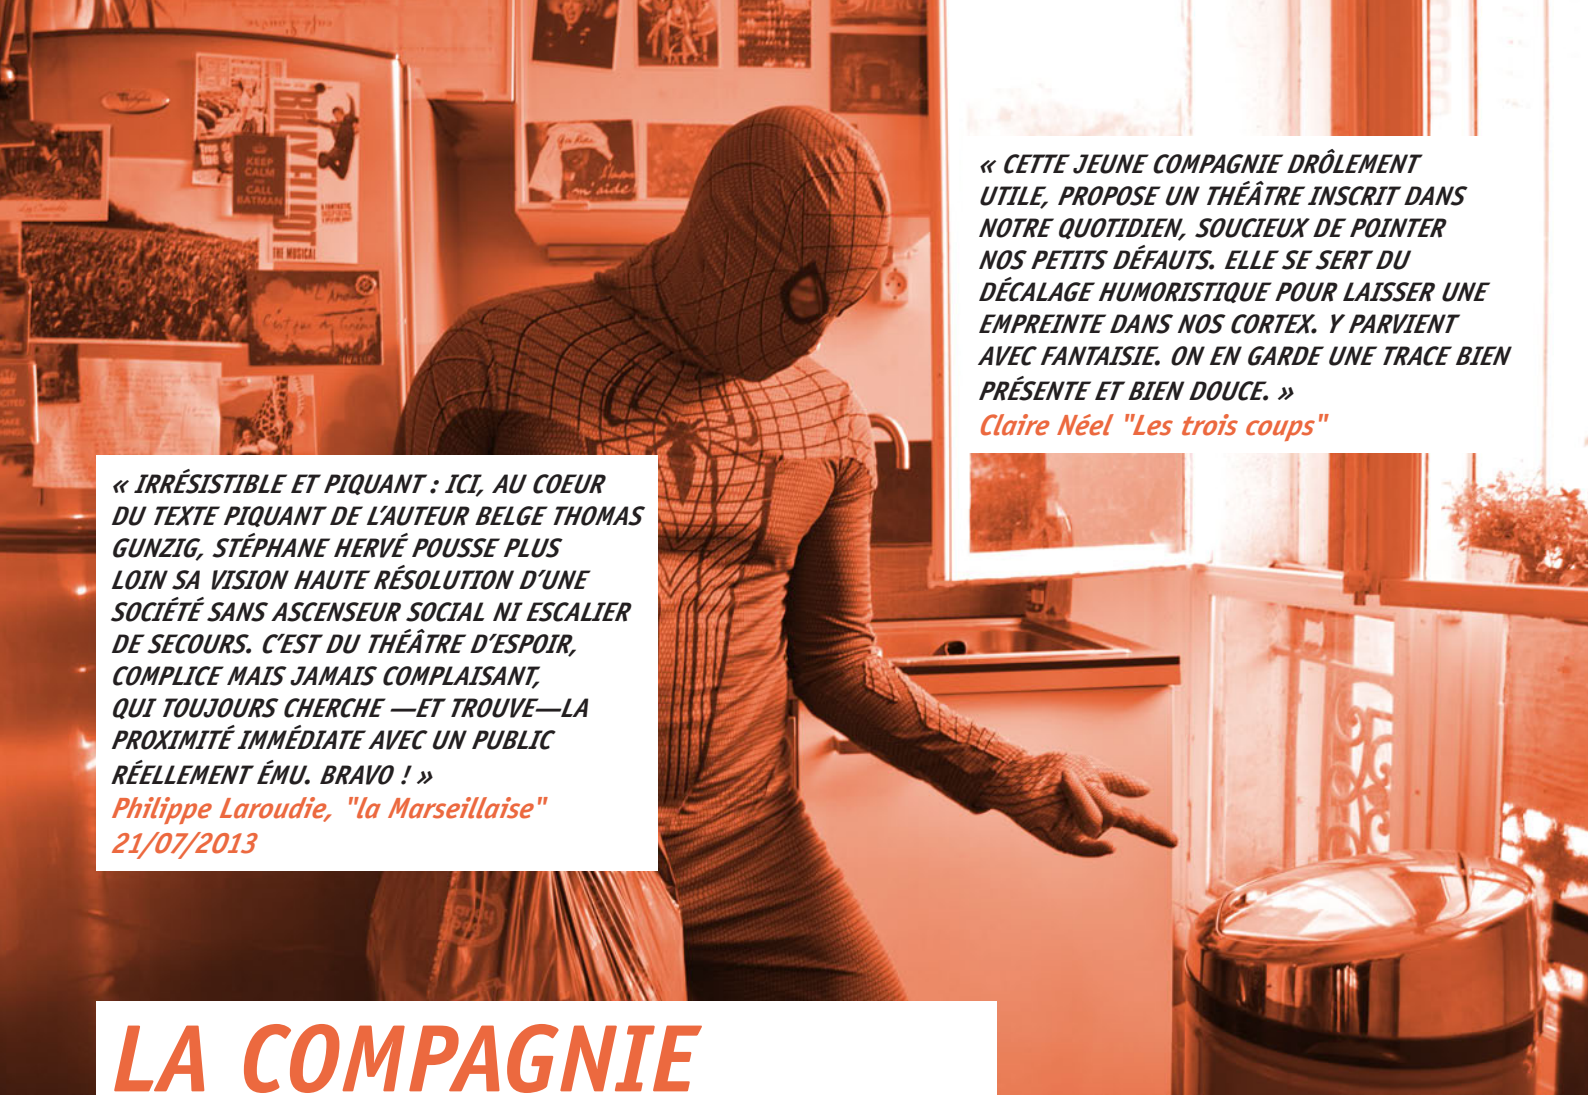 KEEP
CALM
AND
CALL
BATMAN
THE MUSICAL
« CETTE JEUNE COMPAGNIE DRÔLEMENT
UTILE, PROPOSE UN THÉÂTRE INSCRIT DANS
NOTRE QUOTIDIEN, SOUCIEUX DE POINTER
NOS PETITS DÉFAUTS. ELLE SE SERT DU
DÉCALAGE HUMORISTIQUE POUR LAISSER UNE
EMPREINTE DANS NOS CORTEX. Y PARVIENT
AVEC FANTAISIE. ON EN GARDE UNE TRACE BIEN
PRÉSENTE ET BIEN DOUCE. »
Claire Néel "Les trois coups"
« IRRÉSISTIBLE ET PIQUANT : ICI, AU COEUR
DU TEXTE PIQUANT DE L'AUTEUR BELGE THOMAS
GUNZIG, STÉPHANE HERVÉ POUSSE PLUS
LOIN SA VISION HAUTE RÉSOLUTION D'UNE
SOCIÉTÉ SANS ASCENSEUR SOCIAL NI ESCALIER
DE SECOURS. C'EST DU THÉÂTRE D'ESPOIR,
COMPLICE MAIS JAMAIS COMPLAISANT,
QUI TOUJOURS CHERCHE —ET TROUVE—LA
PROXIMITÉ IMMÉDIATE AVEC UN PUBLIC
RÉELLEMENT ÉMU. BRAVO ! »
Philippe Laroudie, "la Marseillaise"
21/07/2013
LA COMPAGNIE